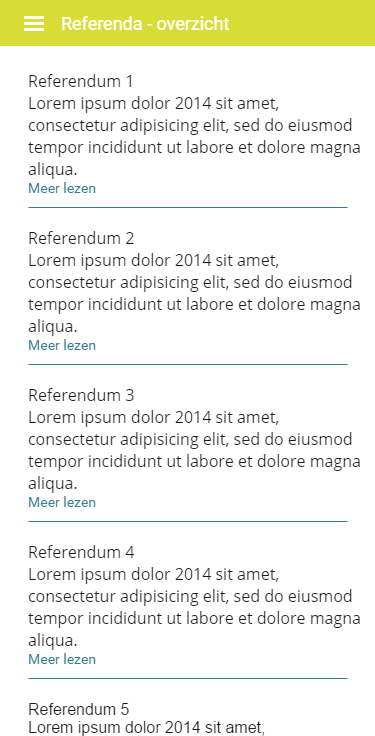 Referenda - overzicht
Referendum 1
Lorem ipsum dolor 2014 sit amet,
consectetur adipisicing elit, sed do eiusmod
tempor incididunt ut labore et dolore magna
aliqua.
Meer lezen
Referendum 2
Lorem ipsum dolor 2014 sit amet,
consectetur adipisicing elit, sed do eiusmod
tempor incididunt ut labore et dolore magna
aliqua.
Meer lezen
Referendum 3
Lorem ipsum dolor 2014 sit amet,
consectetur adipisicing elit, sed do eiusmod
tempor incididunt ut labore et dolore magna
aliqua.
Meer lezen
Referendum 4
Lorem ipsum dolor 2014 sit amet,
consectetur adipisicing elit, sed do eiusmod
tempor incididunt ut labore et dolore magna
aliqua.
Meer lezen
Referendum 5
Lorem ipsum dolor 2014 sit amet,